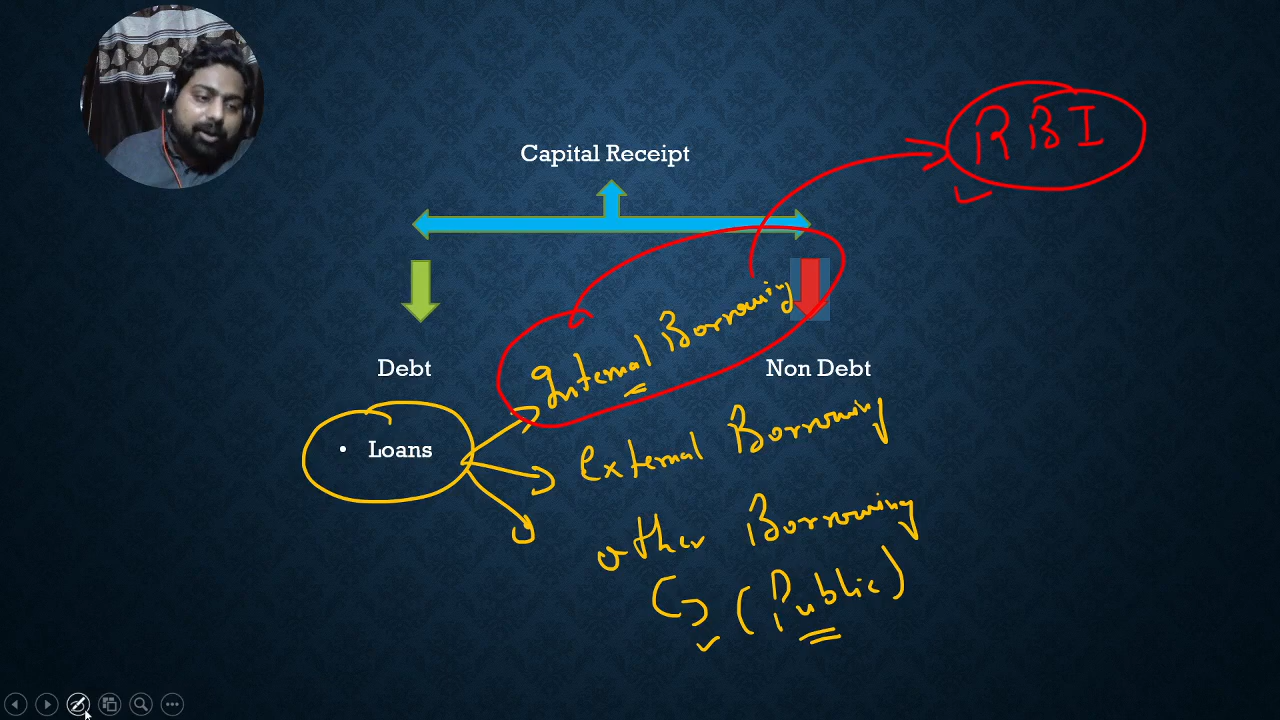 RBI
Capital Receipt
Internal Borrowing
Debt
Non Debt
• Loans
External Borrowing
other Borrowing
(Public)